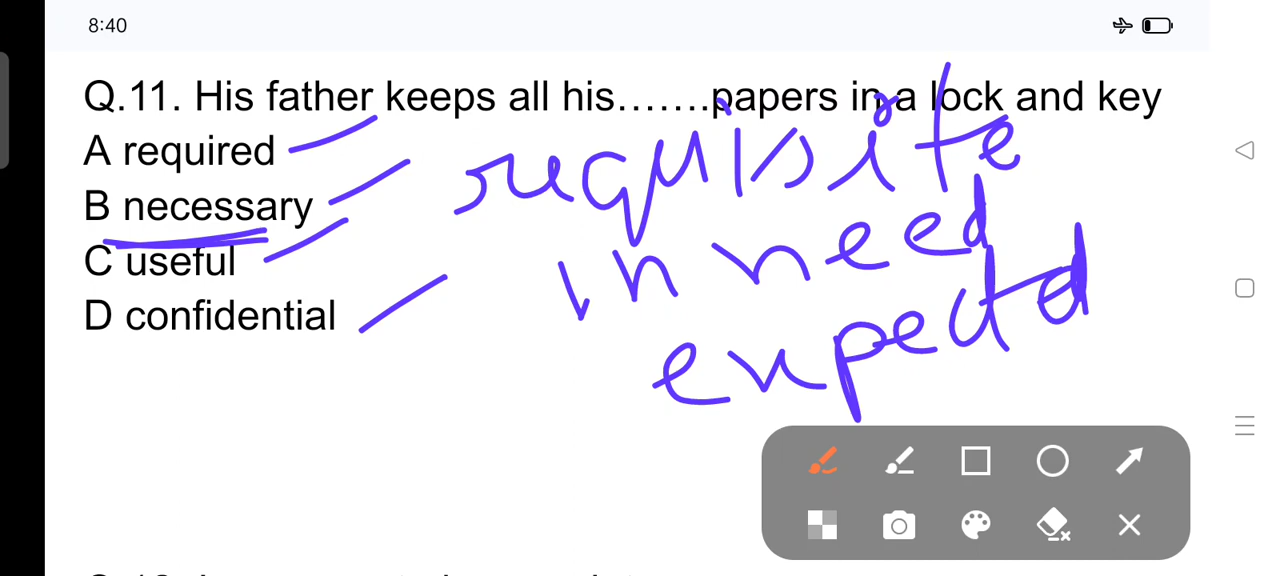 8:40
Q.11. His father keeps all his.......papers in a lock and key
A required
B necessary
C useful
D confidential
requisite
in need
expectd